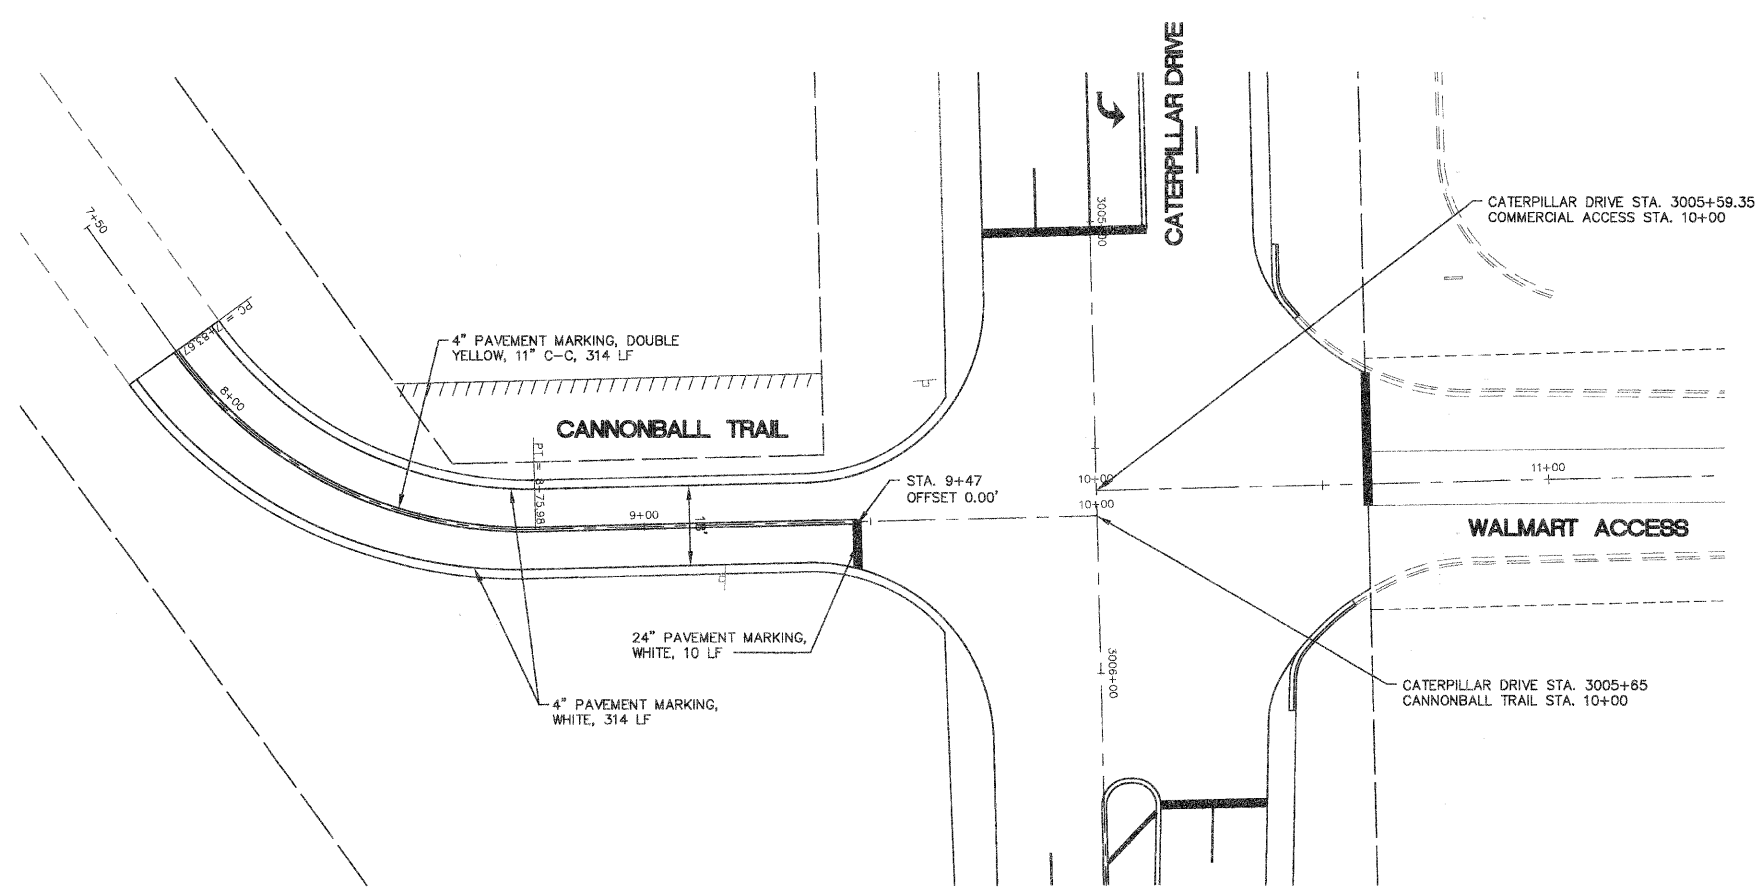 CATERPILLAR DRIVE
CATERPILLAR DRIVE STA. 3005+59.35
COMMERCIAL ACCESS STA. 10+00
7+50
PC = 7+83.67
8+00
3005+00
4" PAVEMENT MARKING, DOUBLE
YELLOW, 11" C-C, 314 LF
CANNONBALL TRAIL
PT = 8+75.98
9+00
18'
STA. 9+47
OFFSET 0.00'
10+00
10+00
11+00
WALMART ACCESS
24" PAVEMENT MARKING,
WHITE, 10 LF
3006+00
4" PAVEMENT MARKING,
WHITE, 314 LF
CATERPILLAR DRIVE STA. 3005+65
CANNONBALL TRAIL STA. 10+00